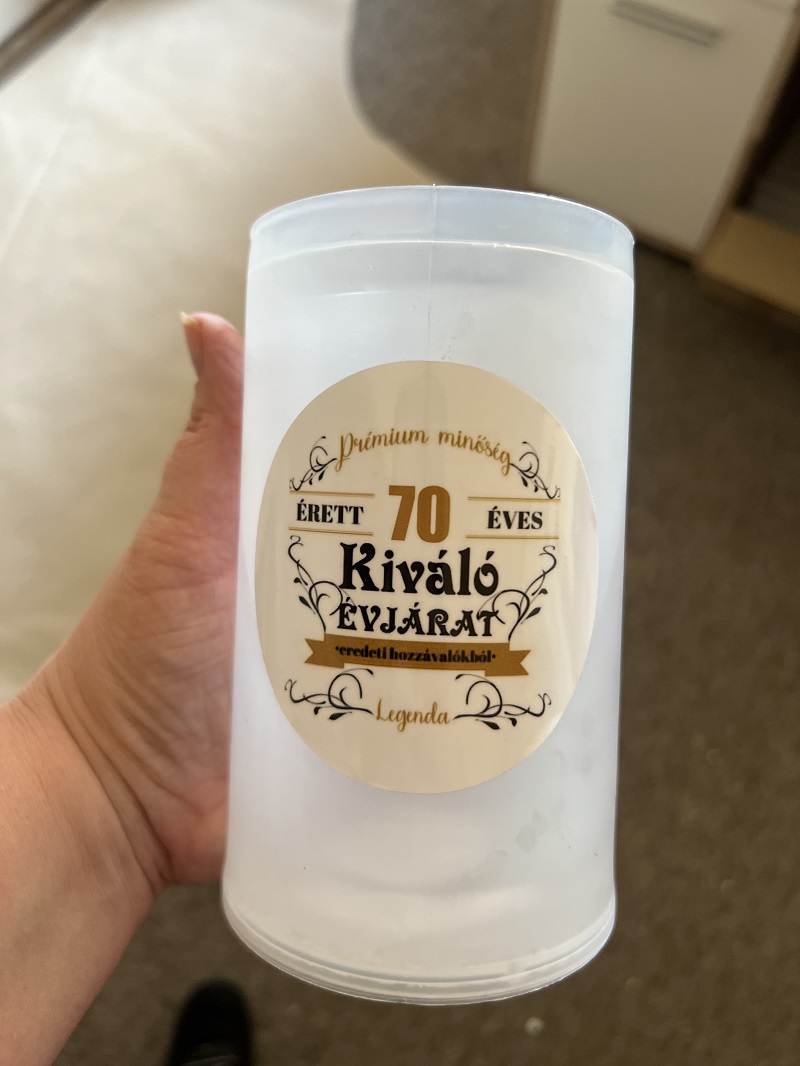 Prémium minőség
ÉRETT 70 ÉVES
Kiváló
ÉVJÁRAT
•eredeti hozzávalókból•
Legenda